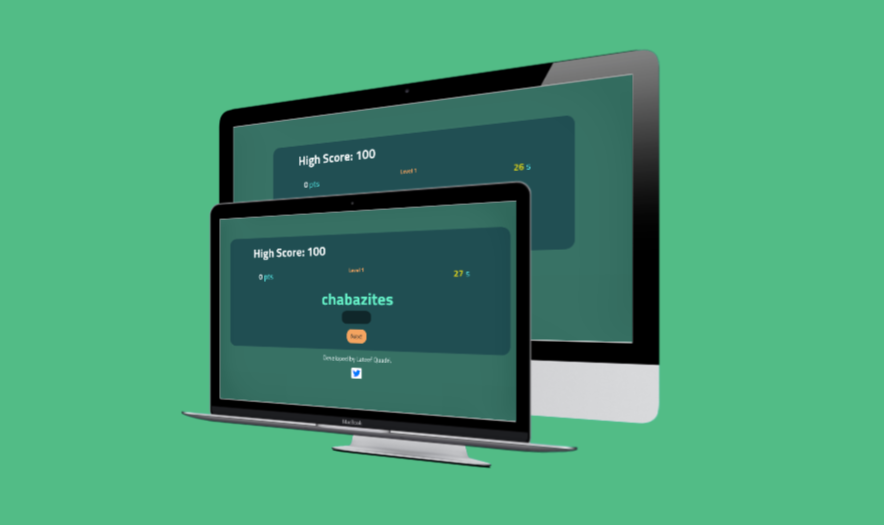 High Score: 100
0 pts
Level 1
26 s
High Score: 100
0 pts
Level 1
27 s
chabazites
Next
Developed by
MacBook